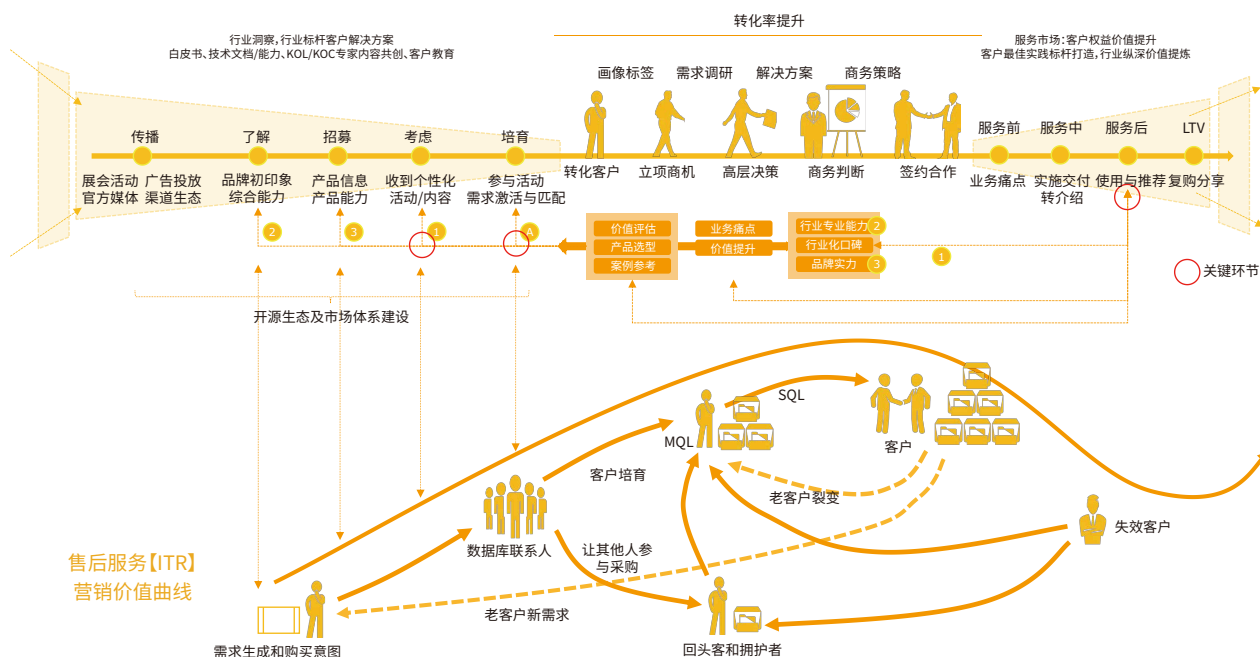 转化率提升
行业洞察，行业标杆客户解决方案
白皮书、技术文档/能力、KOL/KOC专家内容共创、客户教育
服务市场：客户权益价值提升
客户最佳实践标杆打造，行业纵深价值提炼
画像标签
需求调研
解决方案
商务策略
传播
了解
招募
考虑
培育
服务前
服务中
服务后
LTV
展会活动
官方媒体
广告投放
渠道生态
品牌初印象
综合能力
产品信息
产品能力
收到个性化
活动/内容
参与活动
需求激活与匹配
转化客户
立项商机
高层决策
商务判断
签约合作
业务痛点
实施交付
转介绍
使用与推荐
复购分享
2
3
1
A
价值评估
产品选型
案例参考
业务痛点
价值提升
行业专业能力
2
行业化口碑
品牌实力
3
1
关键环节
开源生态及市场体系建设
SQL
MQL
客户
客户培育
老客户裂变
失效客户
数据库联系人
让其他人参
与采购
售后服务【ITR】
营销价值曲线
老客户新需求
需求生成和购买意图
回头客和拥护者